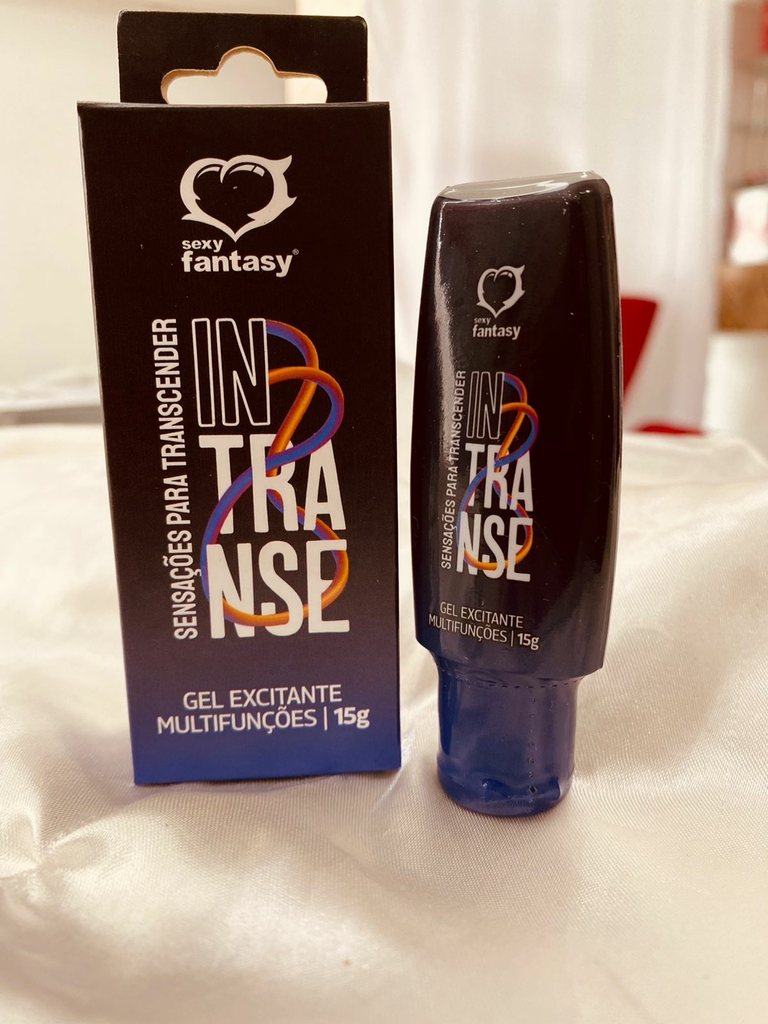 sexy
fantasy®
SENSAÇÕES PARA TRANSCENDER
IN
TRA
NSE
GEL EXCITANTE
MULTIFUNÇÕES | 15g
sexy
fantasy
SENSAÇÕES PARA TRANSCENDER
IN
TRA
NSE
GEL EXCITANTE
MULTIFUNÇÕES | 15g